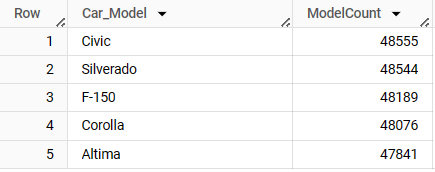 Row Car_Model ModelCount
1 Civic 48555
2 Silverado 48544
3 F-150 48189
4 Corolla 48076
5 Altima 47841